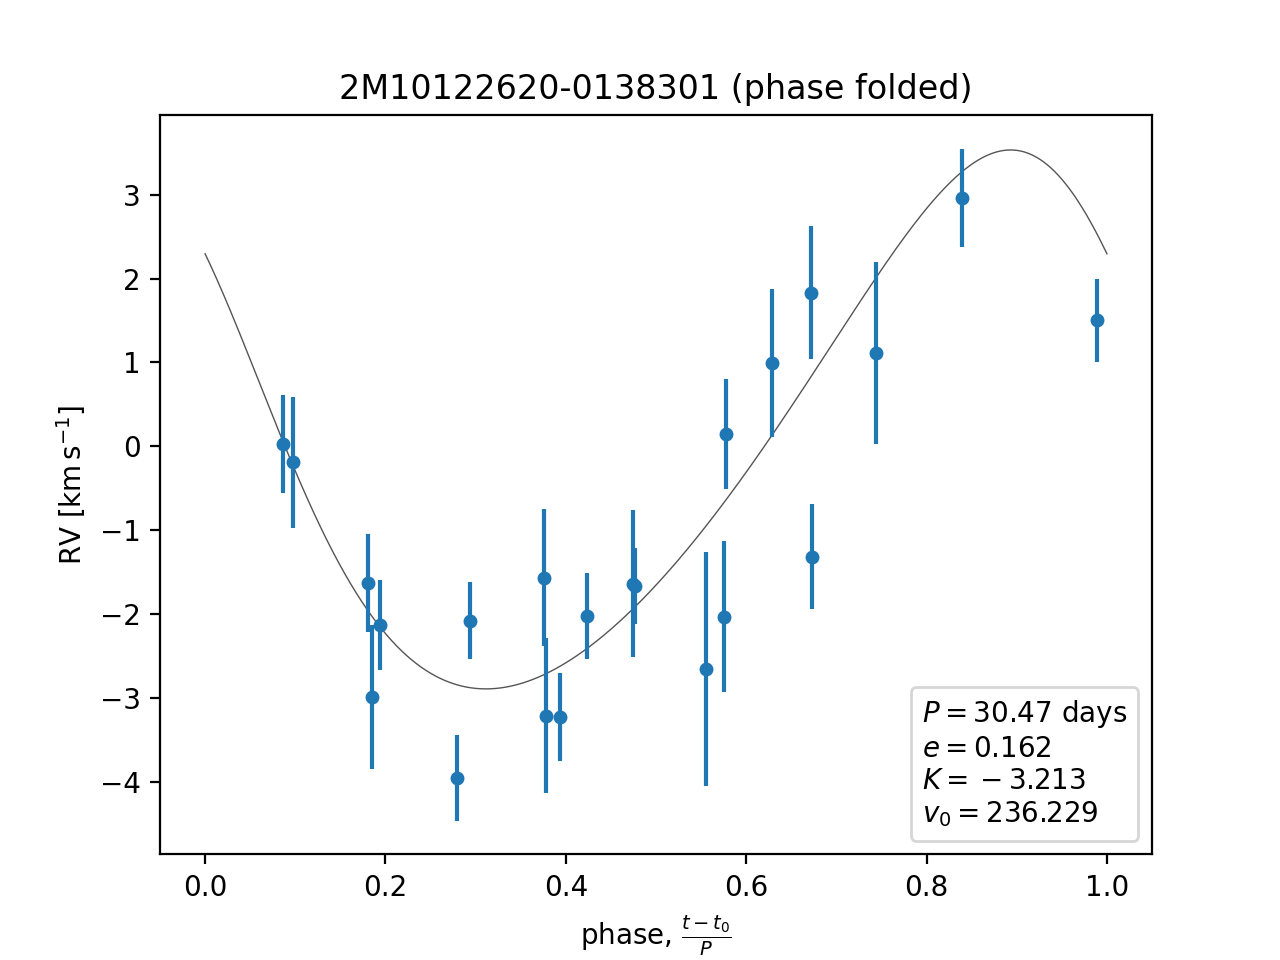 2M10122620-0138301 (phase folded)
3
2
1
0
−1
−2
−3
−4
RV [km s⁻¹]
P = 30.47 days
e = 0.162
K = −3.213
v₀ = 236.229
0.0 0.2 0.4 0.6 0.8 1.0
phase, (t − t₀)/P